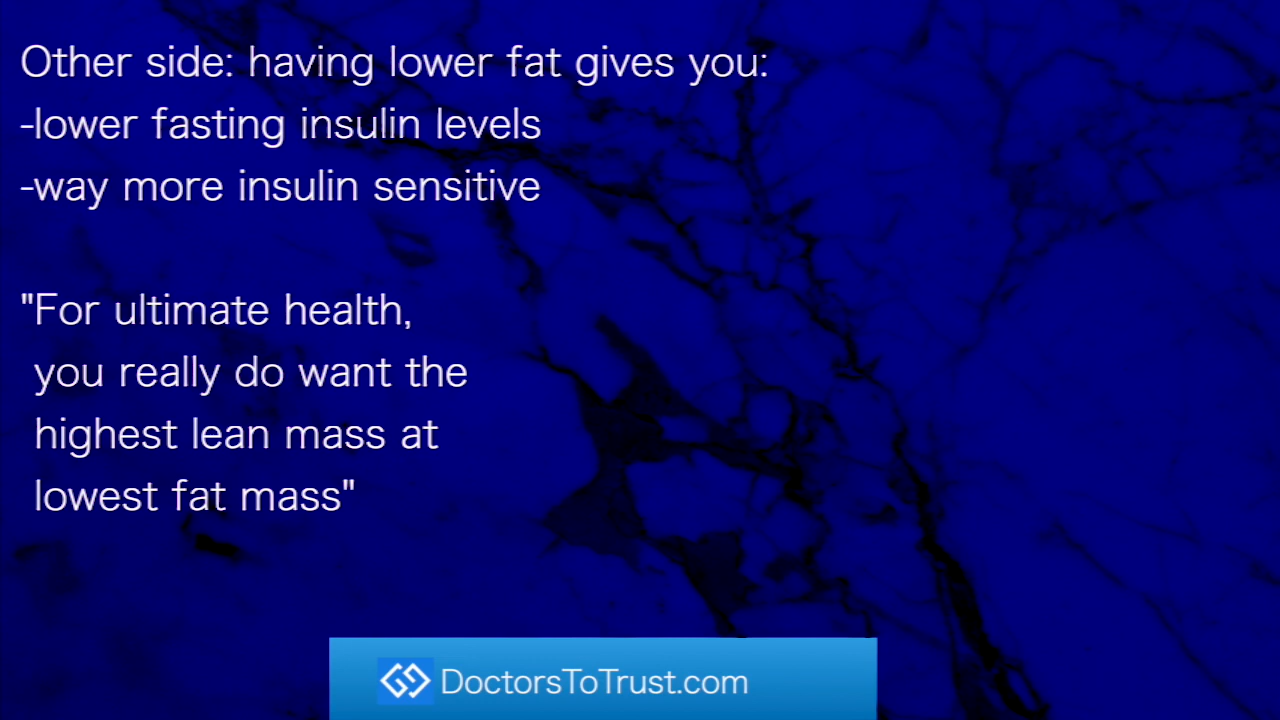 Other side: having lower fat gives you:
-lower fasting insulin levels
-way more insulin sensitive
"For ultimate health,
you really do want the
highest lean mass at
lowest fat mass"
DoctorsToTrust.com